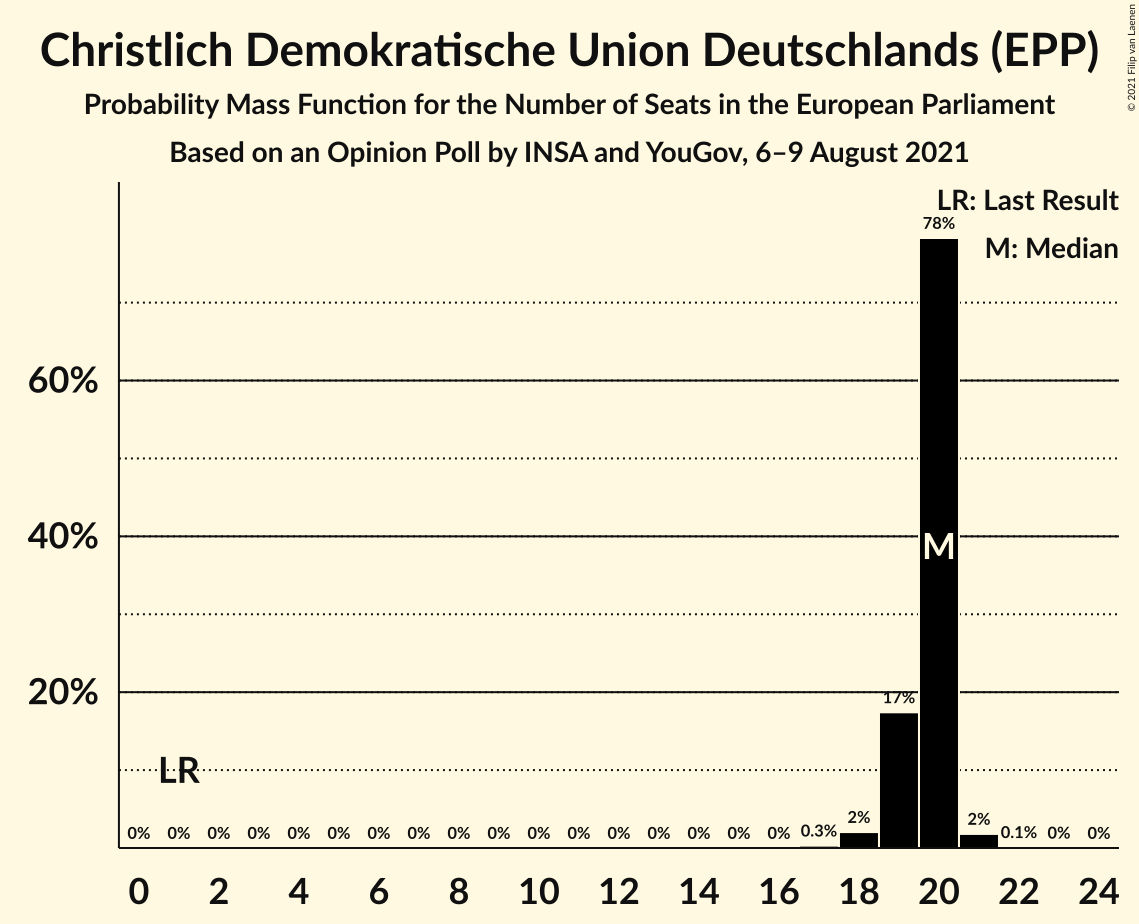 Christlich Demokratische Union Deutschlands (EPP)
Probability Mass Function for the Number of Seats in the European Parliament
Based on an Opinion Poll by INSA and YouGov, 6–9 August 2021
© 2021 Filip van Laenen
LR: Last Result
78%
M: Median
60%
40%
M
20%
17%
LR
0% 0% 0% 0% 0% 0% 0% 0% 0% 0% 0% 0% 0% 0% 0% 0% 0% 0.3% 2% 2% 0.1% 0% 0%
0 2 4 6 8 10 12 14 16 18 20 22 24